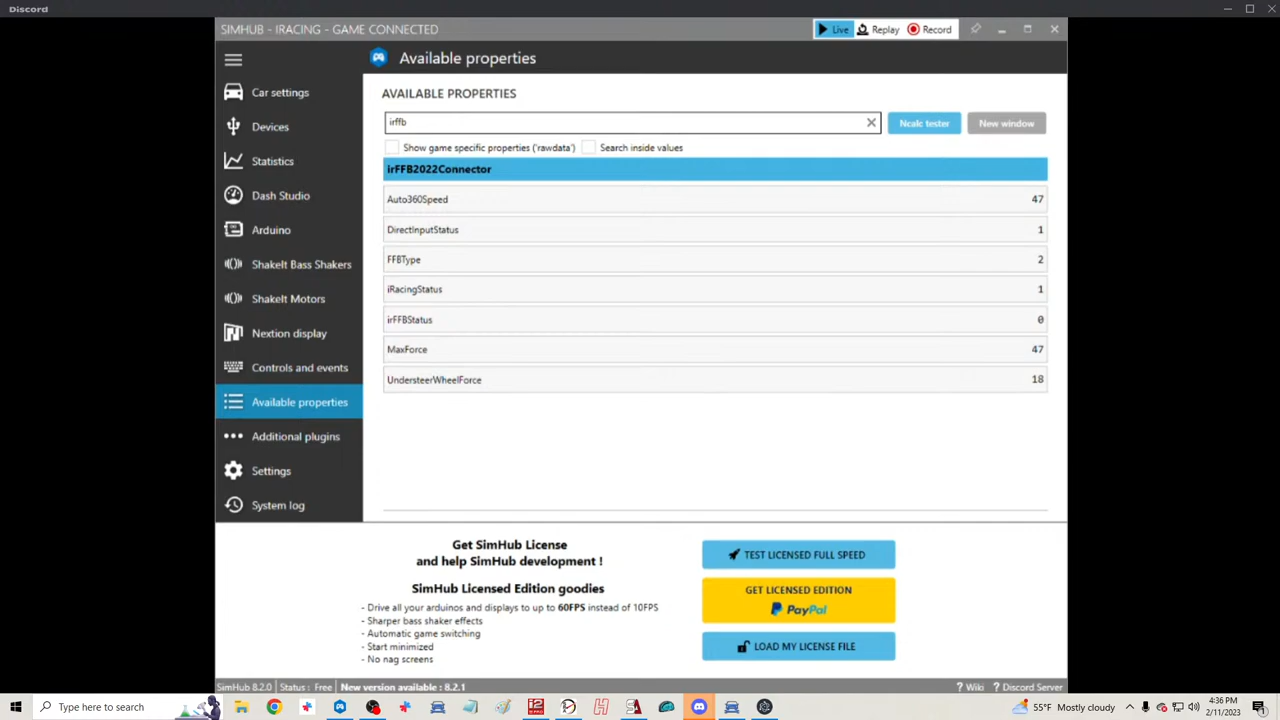 Discord
SIMHUB - IRACING - GAME CONNECTED
Live Replay Record
Available properties
Car settings
Devices
Statistics
Dash Studio
Arduino
ShakeIt Bass Shakers
ShakeIt Motors
Nextion display
Controls and events
Available properties
Additional plugins
Settings
System log
AVAILABLE PROPERTIES
irffb
Ncalc tester
New window
Show game specific properties ('rawdata')
Search inside values
irFFB2022Connector
Auto360Speed 47
DirectInputStatus 1
FFBType 2
iRacingStatus 1
irFFBStatus 0
MaxForce 47
UndersteerWheelForce 18
Get SimHub License
and help SimHub development !
SimHub Licensed Edition goodies
- Drive all your arduinos and displays to up to 60FPS instead of 10FPS
- Sharper bass shaker effects
- Automatic game switching
- Start minimized
- No nag screens
TEST LICENSED FULL SPEED
GET LICENSED EDITION
PayPal
LOAD MY LICENSE FILE
SimHub 8.2.0 Status : Free New version available : 8.2.1
Wiki Discord Server
Type here to search
55°F Mostly cloudy
4:36 PM
2/11/2023